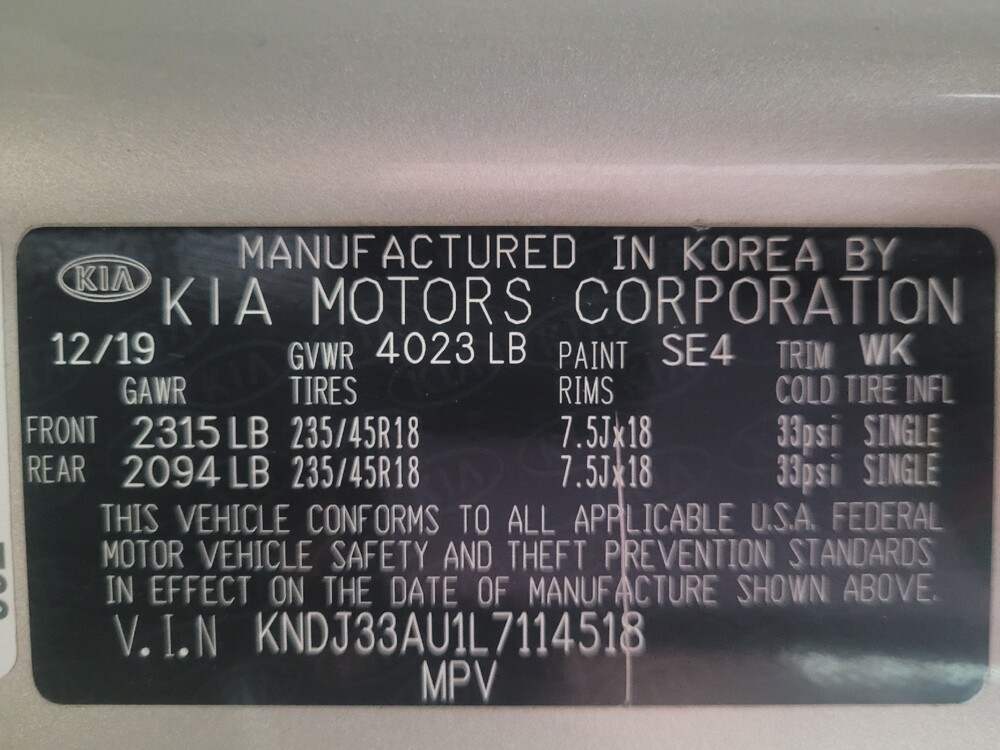 MANUFACTURED IN KOREA BY
KIA
KIA MOTORS CORPORATION
12/19 GVWR 4023 LB PAINT SE4 TRIM WK
GAWR TIRES RIMS COLD TIRE INFL
FRONT 2315 LB 235/45R18 7.5Jx18 33psi SINGLE
REAR 2094 LB 235/45R18 7.5Jx18 33psi SINGLE
THIS VEHICLE CONFORMS TO ALL APPLICABLE U.S.A. FEDERAL
MOTOR VEHICLE SAFETY AND THEFT PREVENTION STANDARDS
IN EFFECT ON THE DATE OF MANUFACTURE SHOWN ABOVE.
V.I.N KNDJ33AU1L7114518
MPV